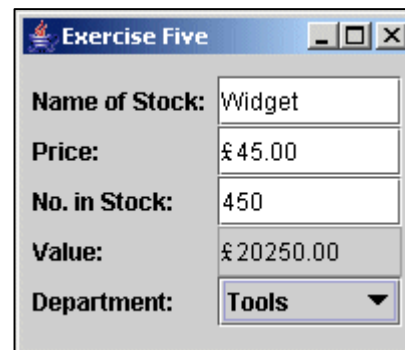 Exercise Five
Name of Stock: Widget
Price: £45.00
No. in Stock: 450
Value: £20250.00
Department: Tools